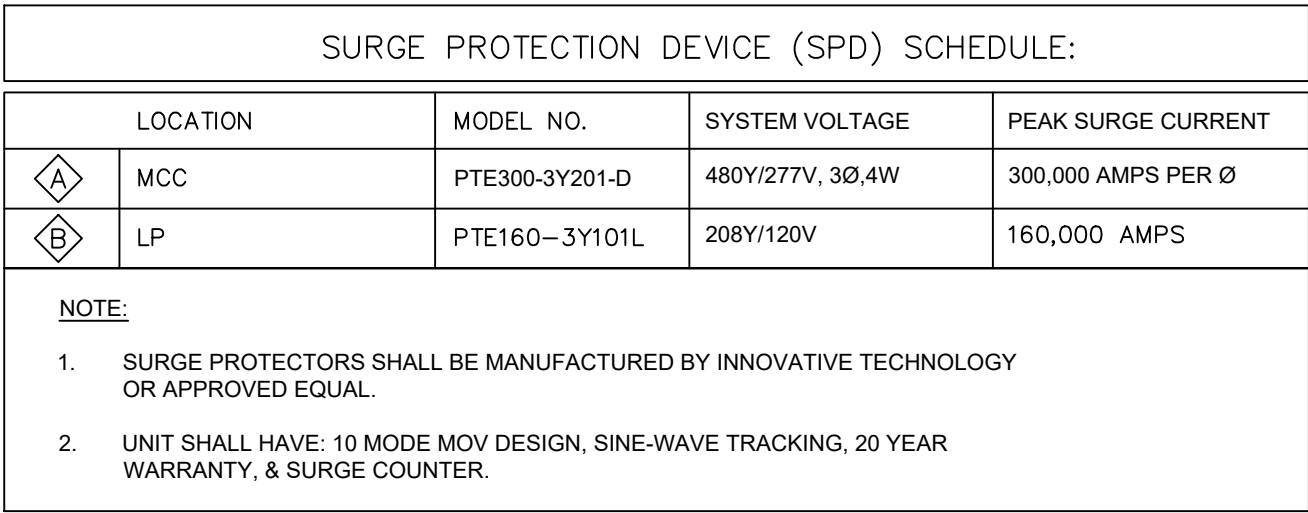 SURGE PROTECTION DEVICE (SPD) SCHEDULE:
LOCATION MODEL NO. SYSTEM VOLTAGE PEAK SURGE CURRENT
A MCC PTE300-3Y201-D 480Y/277V, 3Ø,4W 300,000 AMPS PER Ø
B LP PTE160-3Y101L 208Y/120V 160,000 AMPS
NOTE:
1. SURGE PROTECTORS SHALL BE MANUFACTURED BY INNOVATIVE TECHNOLOGY
OR APPROVED EQUAL.
2. UNIT SHALL HAVE: 10 MODE MOV DESIGN, SINE-WAVE TRACKING, 20 YEAR
WARRANTY, & SURGE COUNTER.